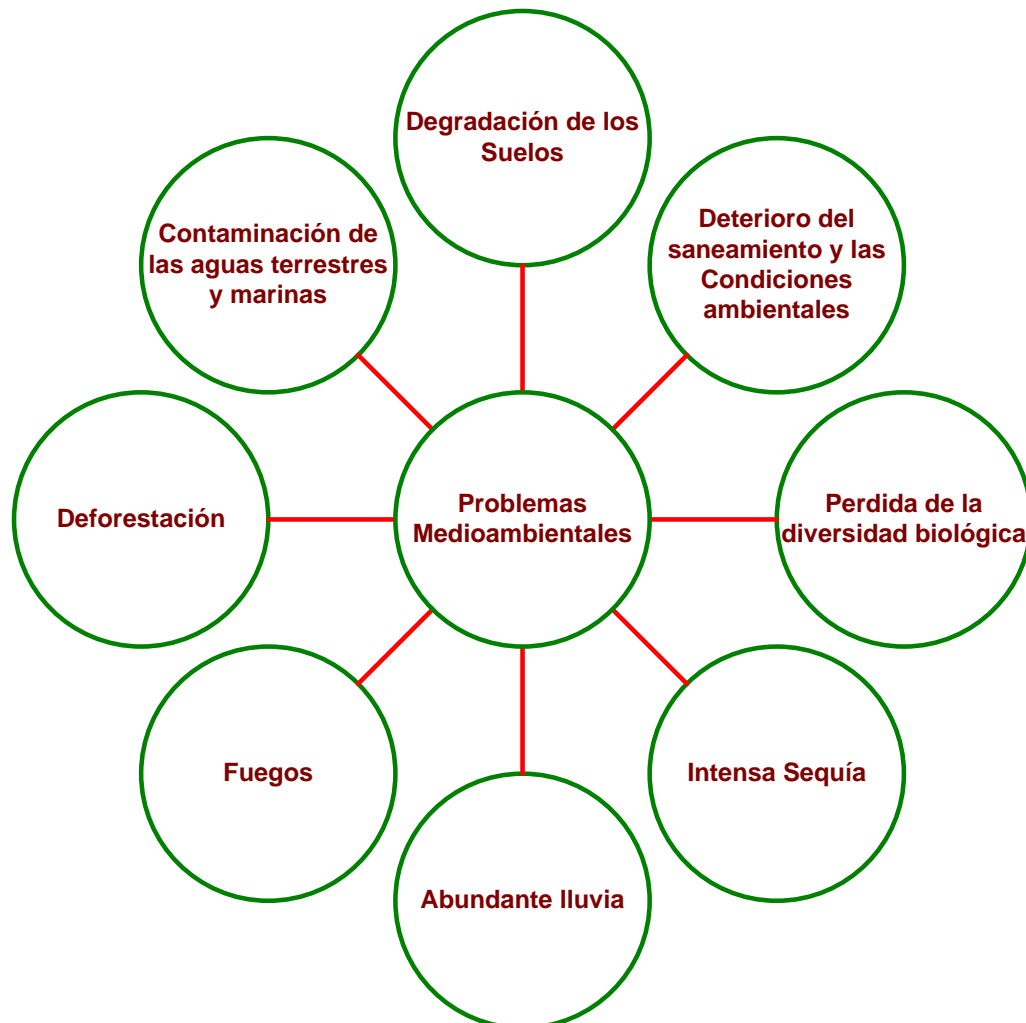 Degradación de los
Suelos
Contaminación de
las aguas terrestres
y marinas
Deterioro del
saneamiento y las
Condiciones
ambientales
Deforestación
Problemas
Medioambientales
Perdida de la
diversidad biológica
Fuegos
Intensa Sequía
Abundante lluvia